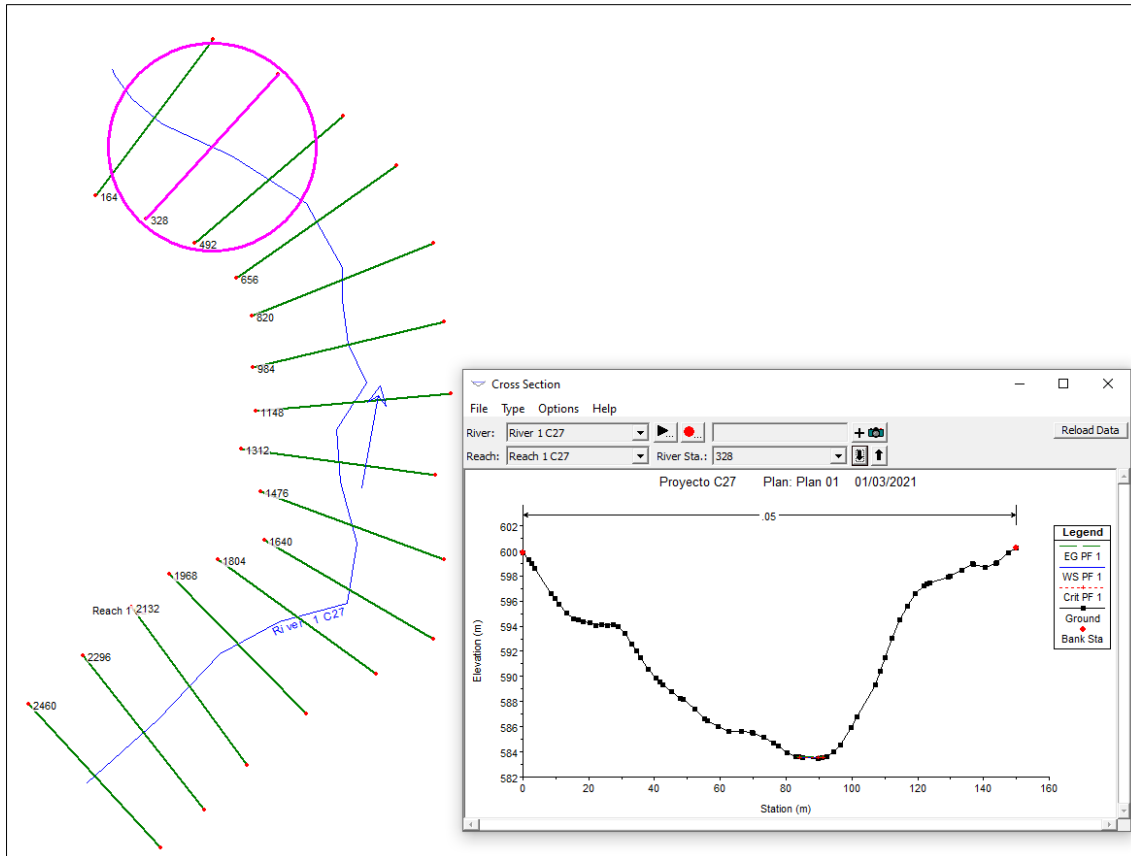 164
328
492
656
820
984
1148
1312
1476
1640
1804
1968
Reach 1
2132
2296
2460
River 1 C27
Cross Section
File Type Options Help
River: River 1 C27
Reload Data
Reach: Reach 1 C27 River Sta.: 328
Proyecto C27 Plan: Plan 01 01/03/2021
.05
602
600
598
596
594
592
590
588
586
584
582
Elevation (m)
0 20 40 60 80 100 120 140 160
Station (m)
Legend
EG PF 1
WS PF 1
Crit PF 1
Ground
Bank Sta